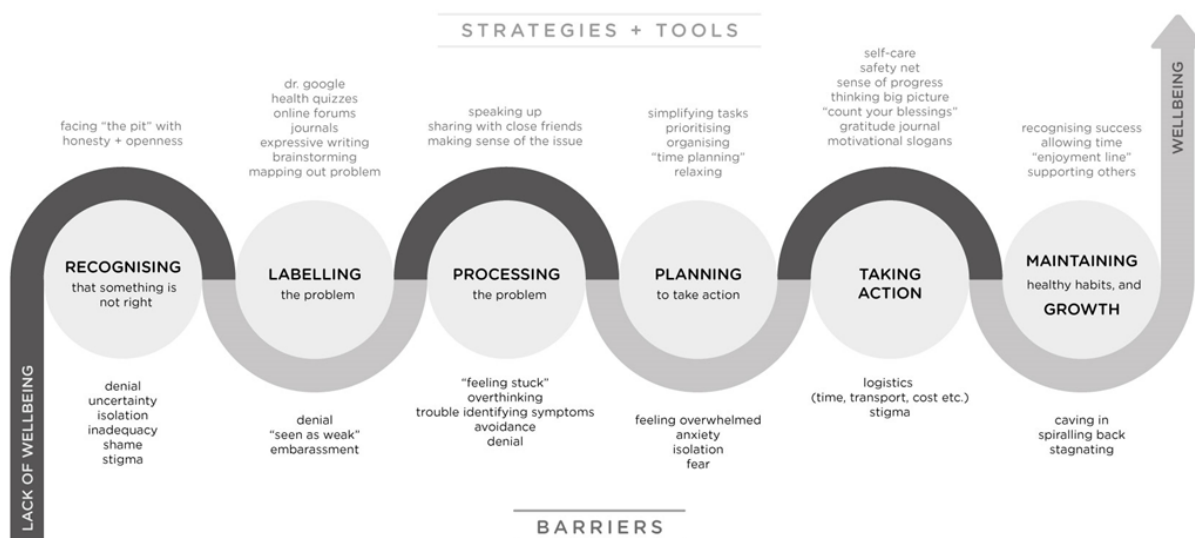 STRATEGIES + TOOLS
facing “the pit” with
honesty + openness
dr. google
health quizzes
online forums
journals
expressive writing
brainstorming
mapping out problem
speaking up
sharing with close friends
making sense of the issue
simplifying tasks
prioritising
organising
“time planning”
relaxing
self-care
safety net
sense of progress
thinking big picture
“count your blessings”
gratitude journal
motivational slogans
recognising success
allowing time
“enjoyment line”
supporting others
WELLBEING
RECOGNISING
that something is
not right
LABELLING
the problem
PROCESSING
the problem
PLANNING
to take action
TAKING
ACTION
MAINTAINING
healthy habits, and
GROWTH
LACK OF WELLBEING
denial
uncertainty
isolation
inadequacy
shame
stigma
denial
“seen as weak”
embarassment
“feeling stuck”
overthinking
trouble identifying symptoms
avoidance
denial
feeling overwhelmed
anxiety
isolation
fear
logistics
(time, transport, cost etc.)
stigma
caving in
spiralling back
stagnating
BARRIERS